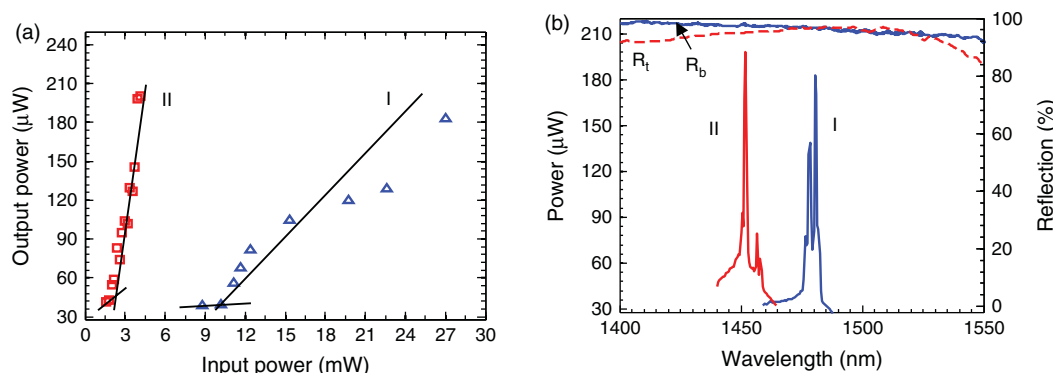 (a)
240
210
180
150
120
90
60
30
Output power (μW)
II
I
0 3 6 9 12 15 18 21 24 27 30
Input power (mW)
(b)
210
180
150
120
90
60
30
Power (μW)
R_t
R_b
II
I
100
80
60
40
20
0
Reflection (%)
1400 1450 1500 1550
Wavelength (nm)